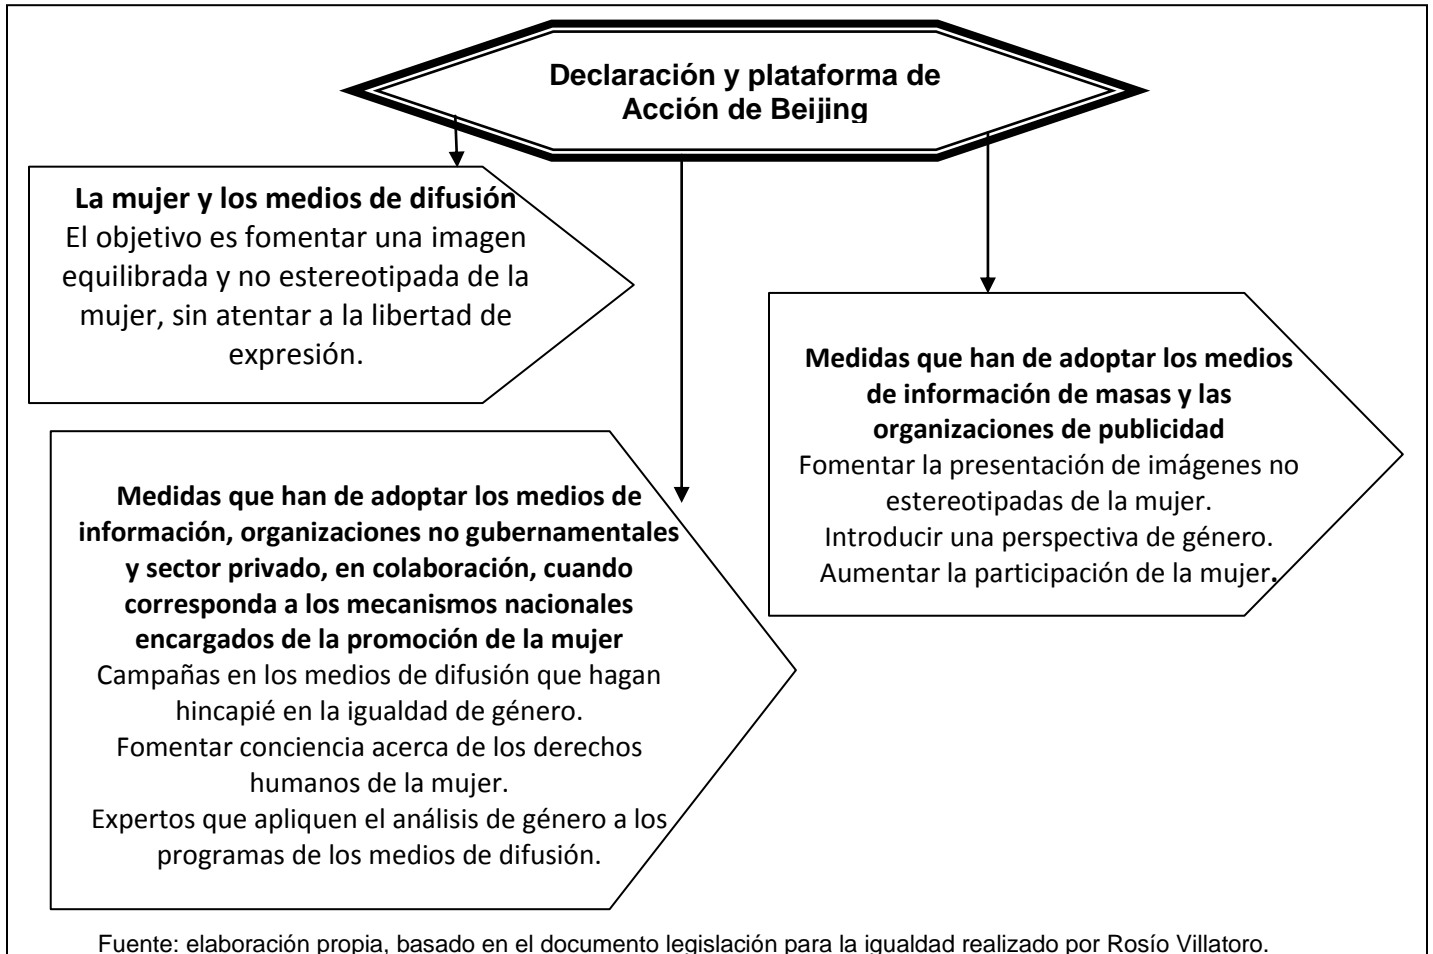 Declaración y plataforma de
Acción de Beijing
La mujer y los medios de difusión
El objetivo es fomentar una imagen
equilibrada y no estereotipada de la
mujer, sin atentar a la libertad de
expresión.
Medidas que han de adoptar los medios de
información, organizaciones no gubernamentales
y sector privado, en colaboración, cuando
corresponda a los mecanismos nacionales
encargados de la promoción de la mujer
Campañas en los medios de difusión que hagan
hincapié en la igualdad de género.
Fomentar conciencia acerca de los derechos
humanos de la mujer.
Expertos que apliquen el análisis de género a los
programas de los medios de difusión.
Medidas que han de adoptar los medios
de información de masas y las
organizaciones de publicidad
Fomentar la presentación de imágenes no
estereotipadas de la mujer.
Introducir una perspectiva de género.
Aumentar la participación de la mujer.
Fuente: elaboración propia, basado en el documento legislación para la igualdad realizado por Rosío Villatoro.